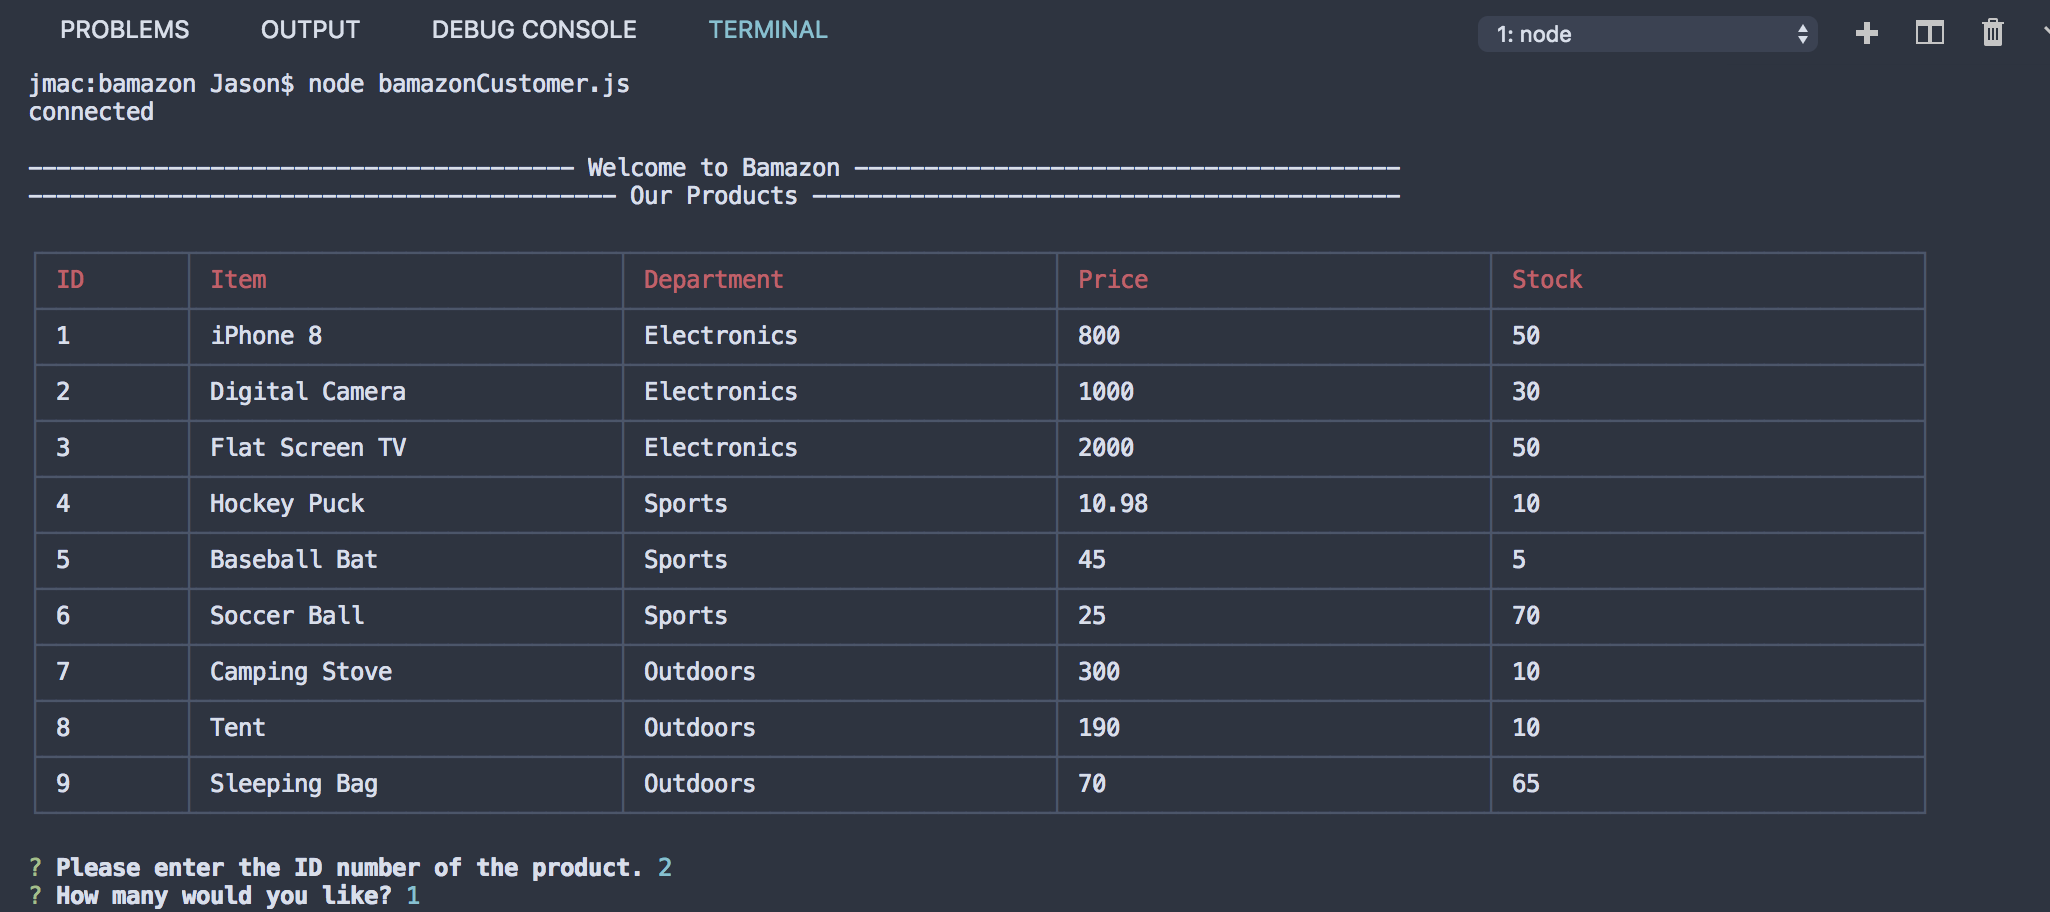 PROBLEMS OUTPUT DEBUG CONSOLE TERMINAL 1: node
jmac:bamazon Jason$ node bamazonCustomer.js
connected
--------------------------------------- Welcome to Bamazon ---------------------------------------
------------------------------------------ Our Products ------------------------------------------
ID Item Department Price Stock
1 iPhone 8 Electronics 800 50
2 Digital Camera Electronics 1000 30
3 Flat Screen TV Electronics 2000 50
4 Hockey Puck Sports 10.98 10
5 Baseball Bat Sports 45 5
6 Soccer Ball Sports 25 70
7 Camping Stove Outdoors 300 10
8 Tent Outdoors 190 10
9 Sleeping Bag Outdoors 70 65
? Please enter the ID number of the product. 2
? How many would you like? 1